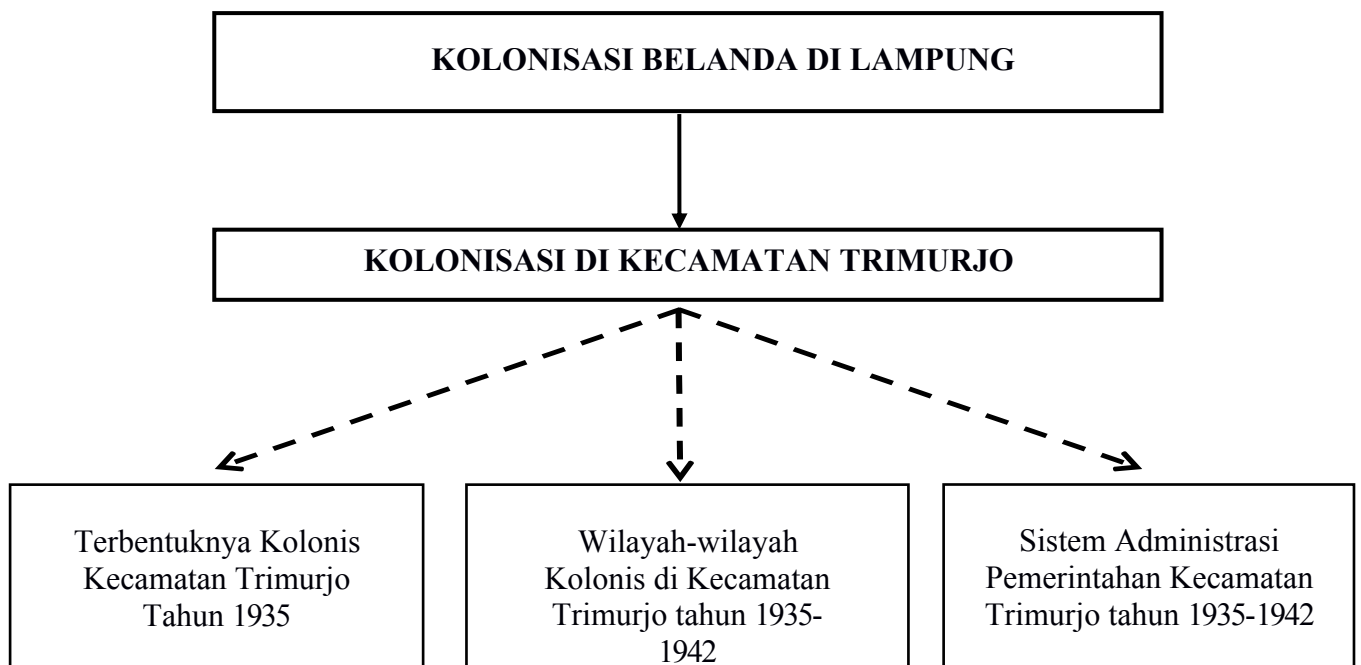 KOLONISASI BELANDA DI LAMPUNG
KOLONISASI DI KECAMATAN TRIMURJO
Terbentuknya Kolonis
Kecamatan Trimurjo
Tahun 1935
Wilayah-wilayah
Kolonis di Kecamatan
Trimurjo tahun 1935-
1942
Sistem Administrasi
Pemerintahan Kecamatan
Trimurjo tahun 1935-1942